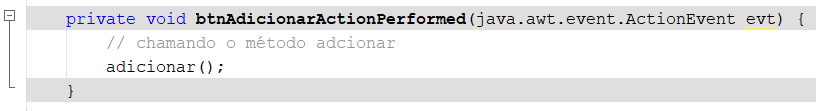 private void btnAdicionarActionPerformed(java.awt.event.ActionEvent evt) {
// chamando o método adcionar
adicionar();
}